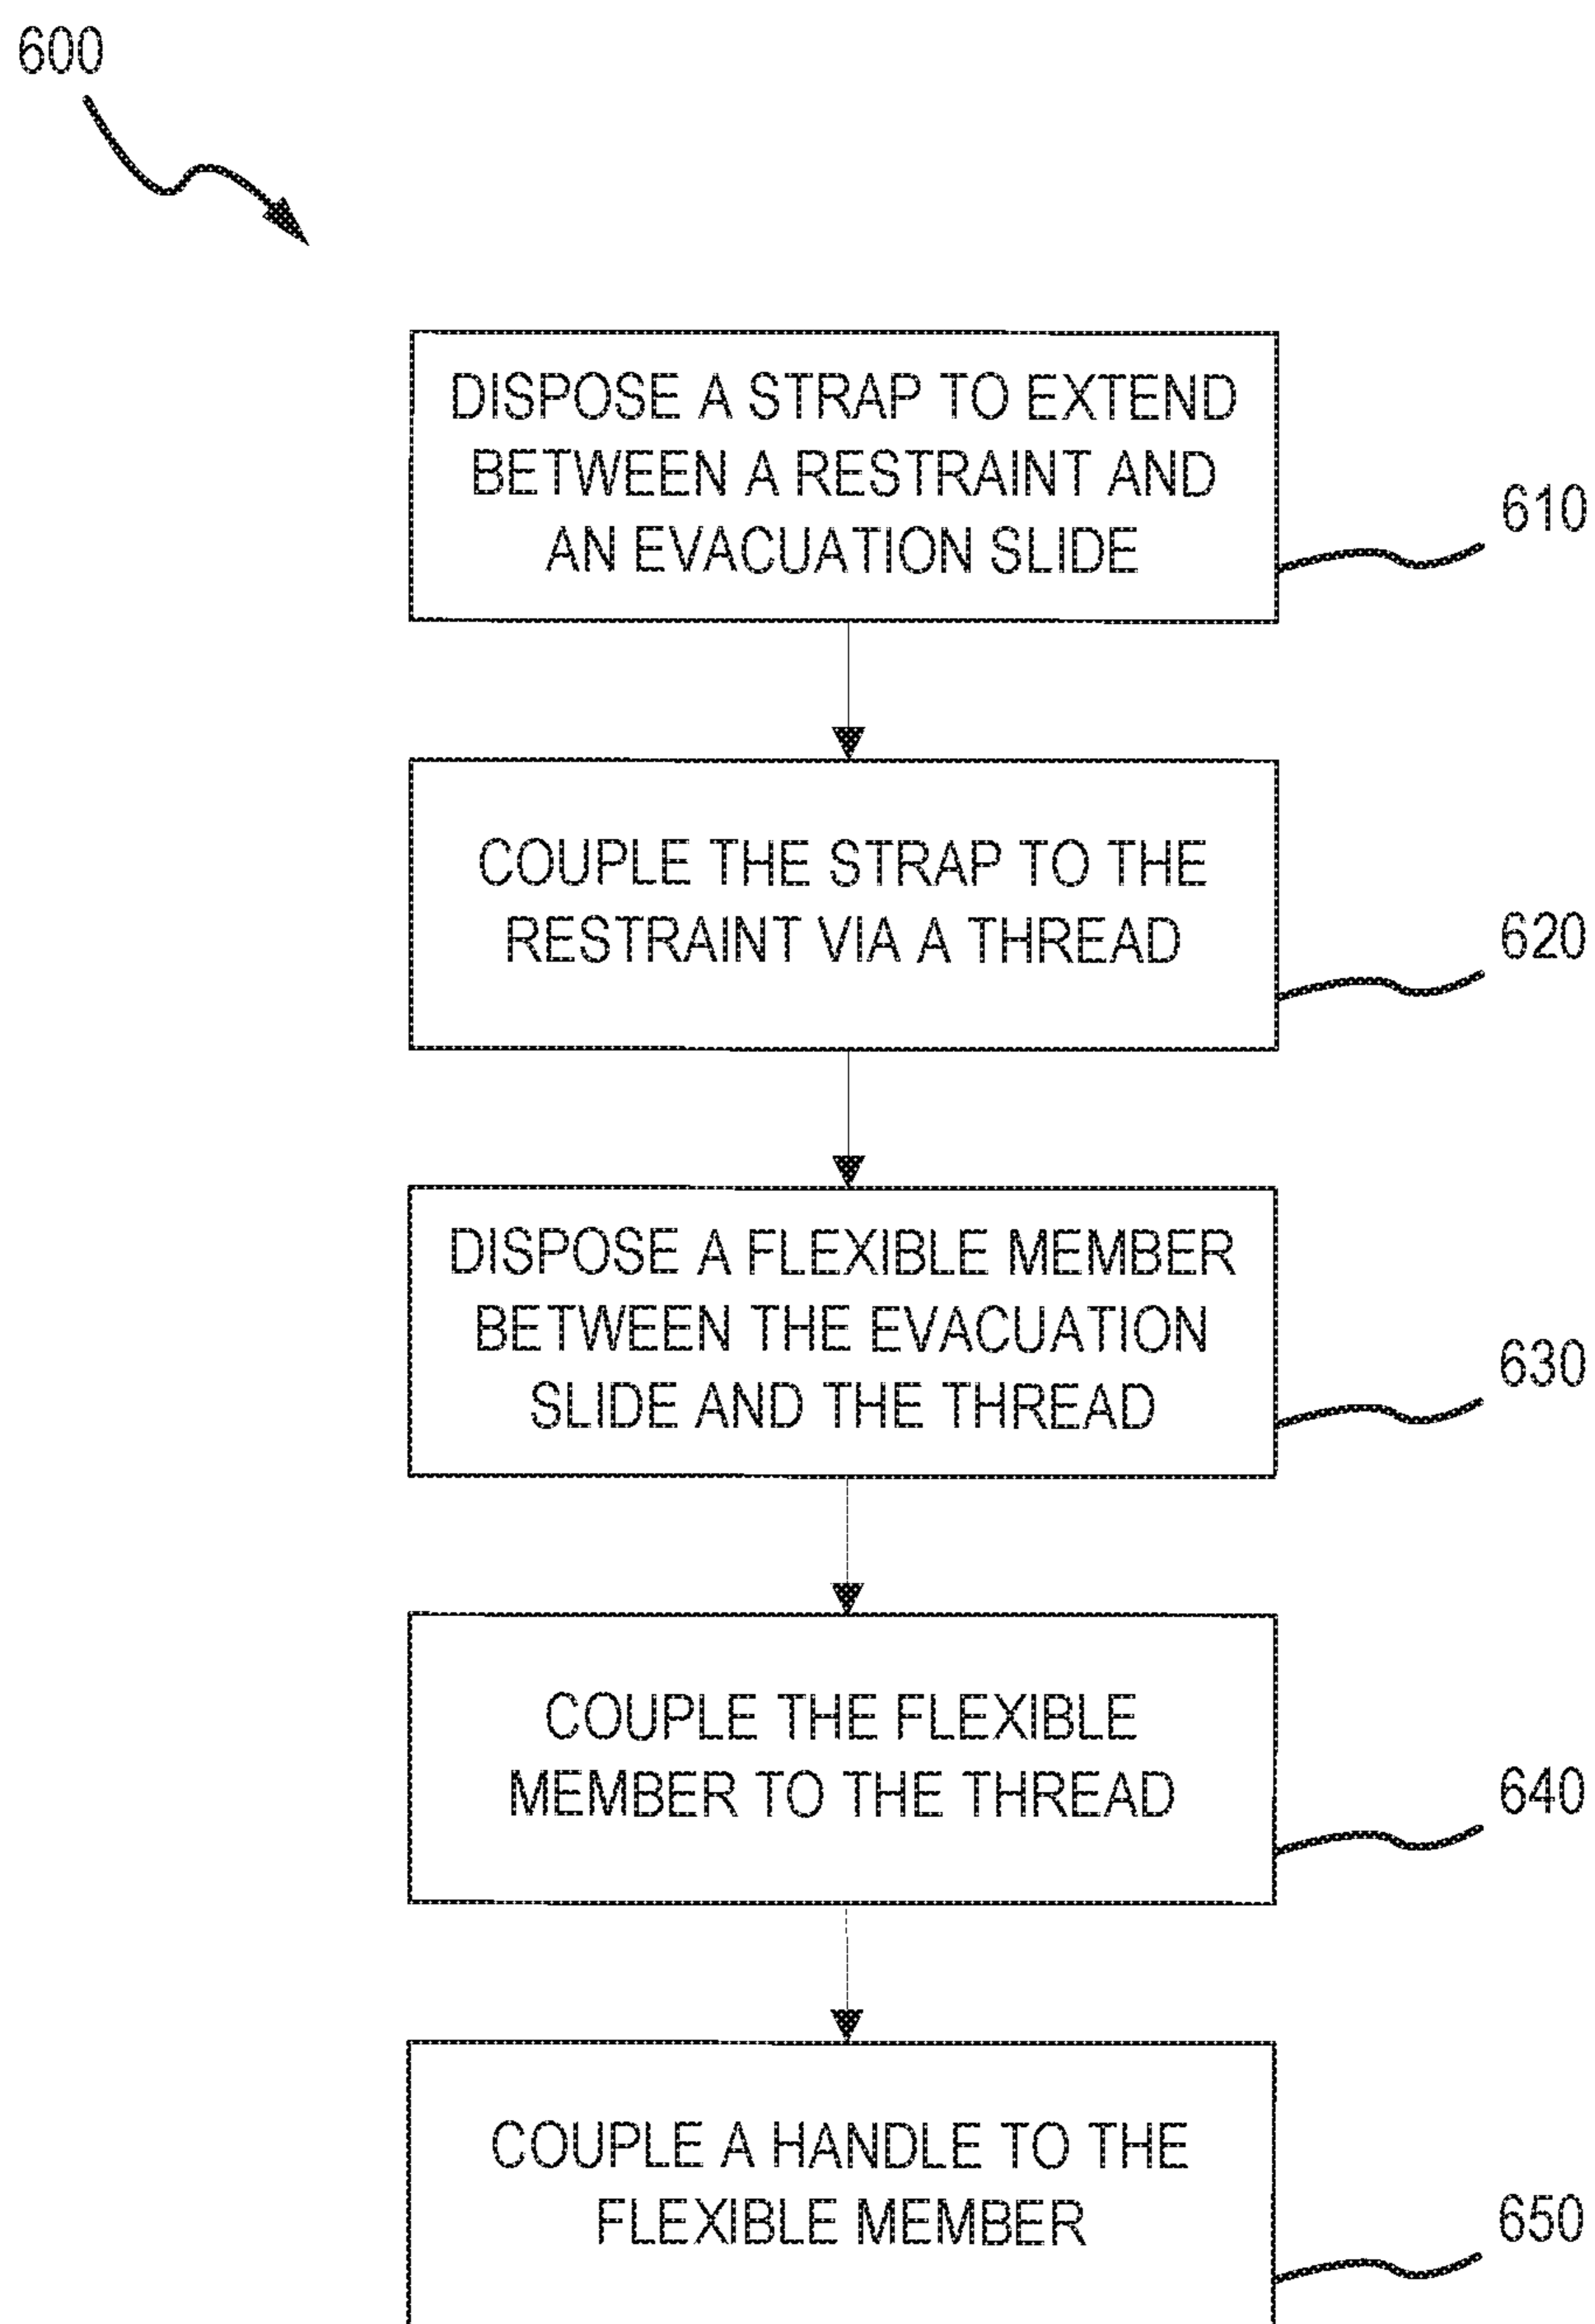 600
DISPOSE A STRAP TO EXTEND
BETWEEN A RESTRAINT AND
AN EVACUATION SLIDE
610
COUPLE THE STRAP TO THE
RESTRAINT VIA A THREAD
620
DISPOSE A FLEXIBLE MEMBER
BETWEEN THE EVACUATION
SLIDE AND THE THREAD
630
COUPLE THE FLEXIBLE
MEMBER TO THE THREAD
640
COUPLE A HANDLE TO THE
FLEXIBLE MEMBER
650